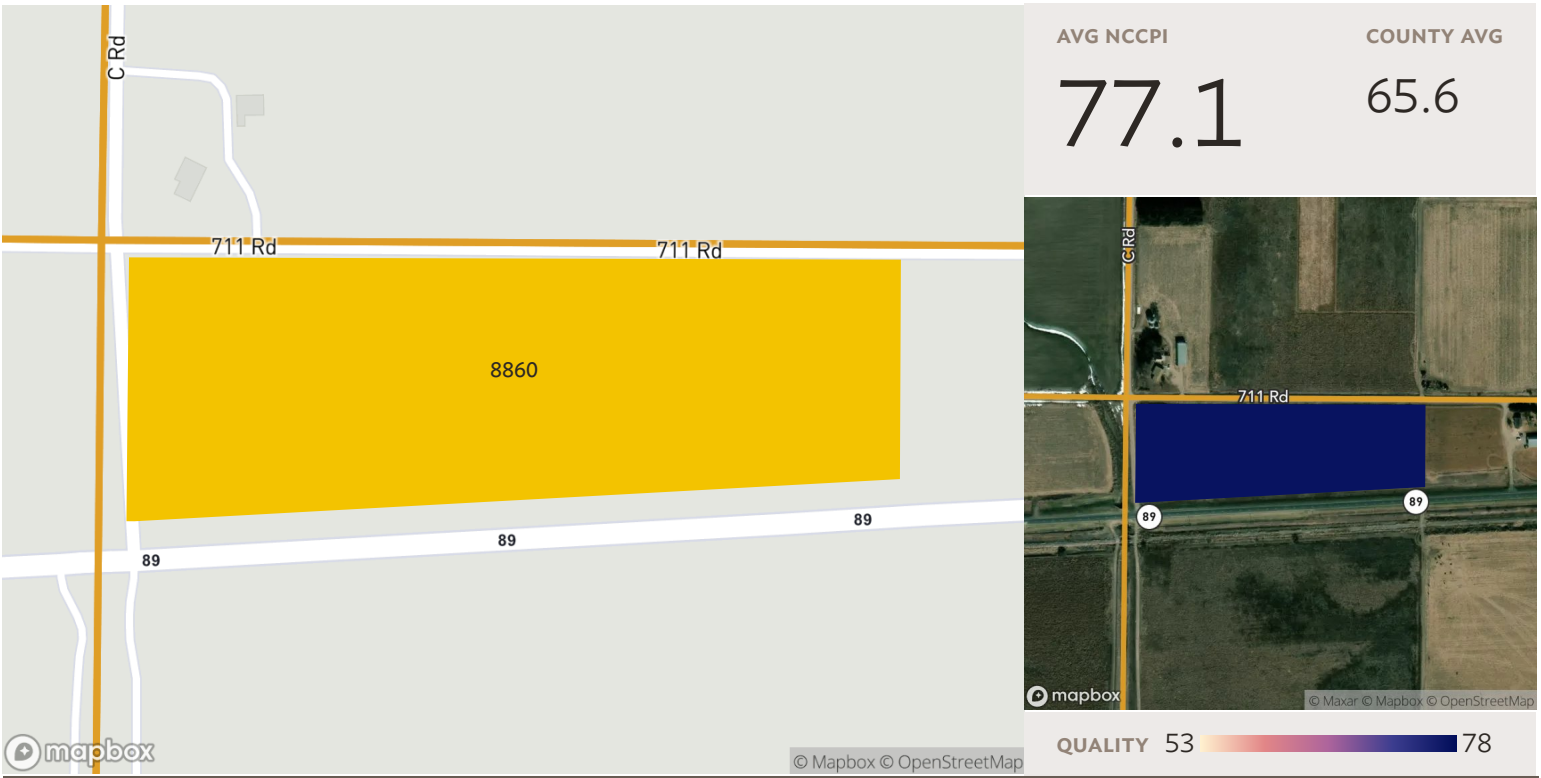 C Rd
711 Rd
711 Rd
8860
89
89
89
mapbox
© Mapbox © OpenStreetMap
AVG NCCPI
77.1
COUNTY AVG
65.6
C Rd
711 Rd
89
89
mapbox
© Maxar © Mapbox © OpenStreetMap
QUALITY 53 78